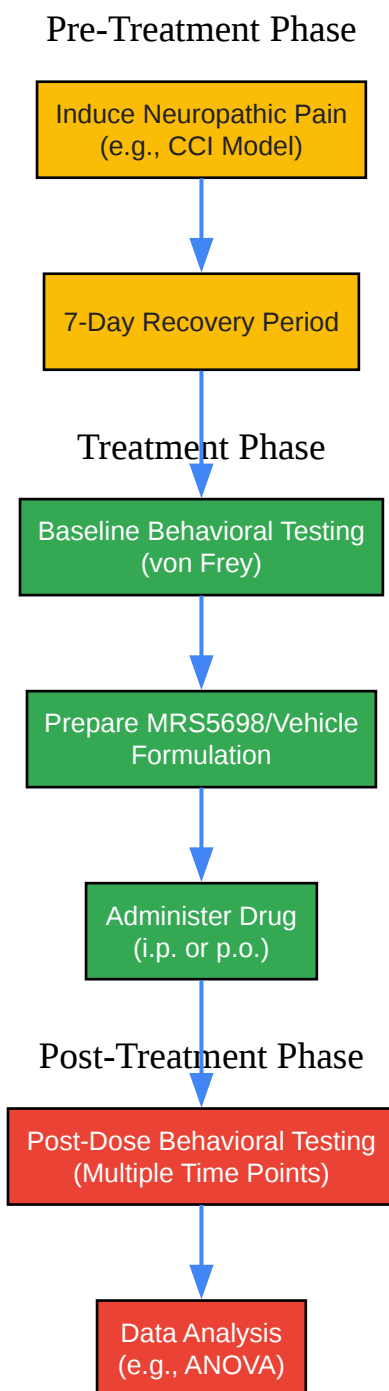 Pre-Treatment Phase
Induce Neuropathic Pain
(e.g., CCI Model)
7-Day Recovery Period
Treatment Phase
Baseline Behavioral Testing
(von Frey)
Prepare MRS5698/Vehicle
Formulation
Administer Drug
(i.p. or p.o.)
Post-Treatment Phase
Post-Dose Behavioral Testing
(Multiple Time Points)
Data Analysis
(e.g., ANOVA)